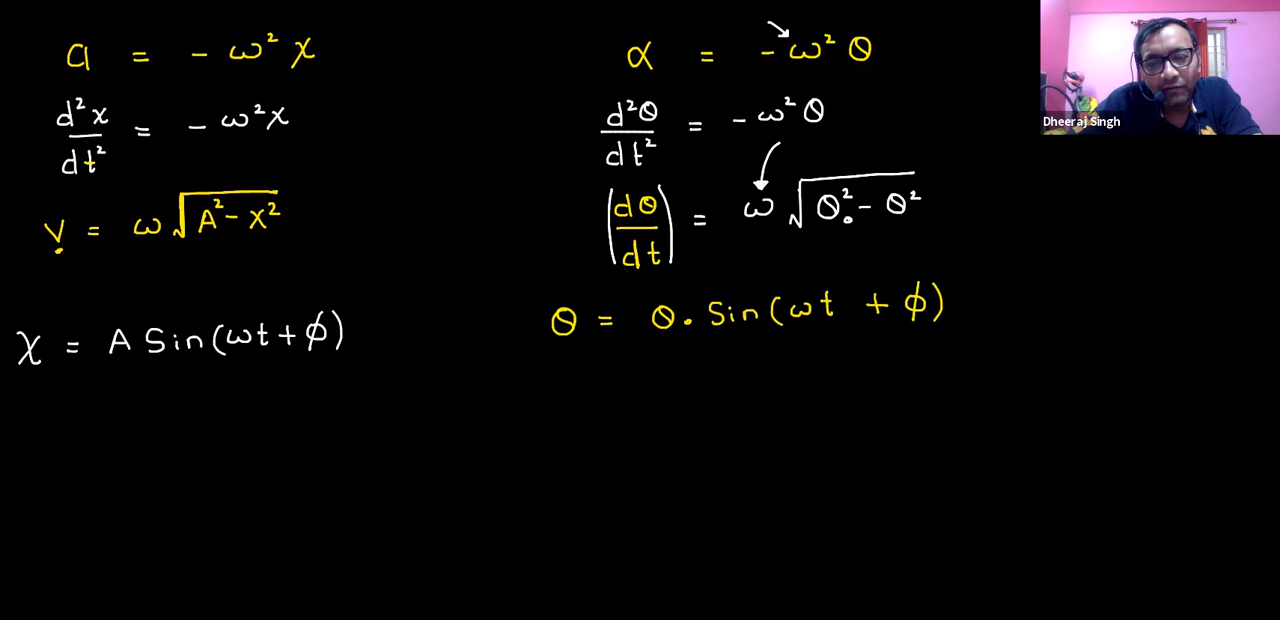 a = - ω² x
d²x/dt² = - ω²x
v = ω √(A² - x²)
x = A Sin(ωt + φ)
α = - ω² θ
d²θ/dt² = - ω² θ
(dθ/dt) = ω √(θ₀² - θ²)
θ = θ₀ Sin(ωt + φ)
Dheeraj Singh